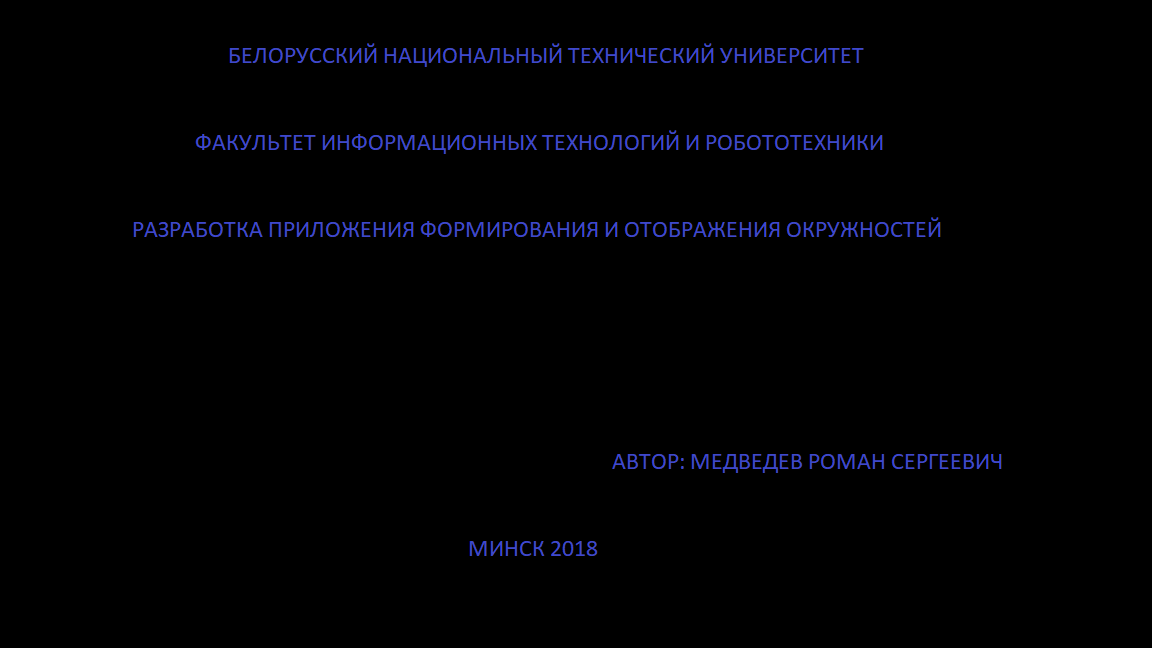 БЕЛОРУССКИЙ НАЦИОНАЛЬНЫЙ ТЕХНИЧЕСКИЙ УНИВЕРСИТЕТ
ФАКУЛЬТЕТ ИНФОРМАЦИОННЫХ ТЕХНОЛОГИЙ И РОБОТОТЕХНИКИ
РАЗРАБОТКА ПРИЛОЖЕНИЯ ФОРМИРОВАНИЯ И ОТОБРАЖЕНИЯ ОКРУЖНОСТЕЙ
АВТОР: МЕДВЕДЕВ РОМАН СЕРГЕЕВИЧ
МИНСК 2018